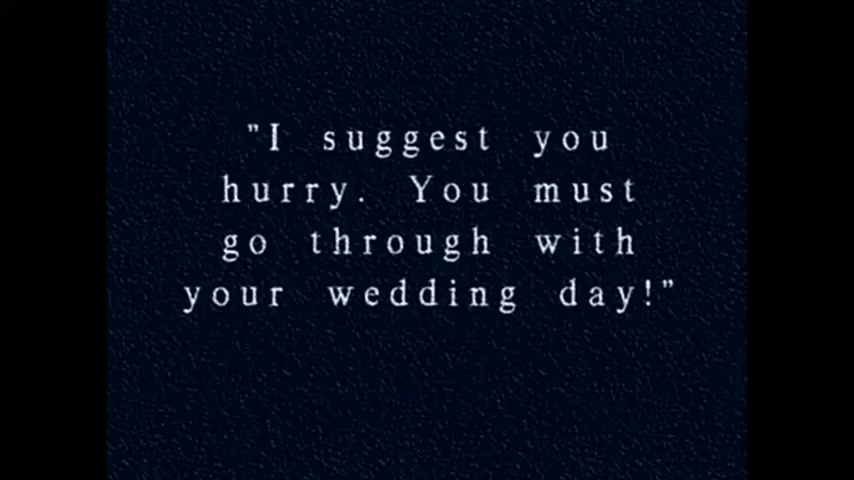 "I suggest you
hurry. You must
go through with
your wedding day!"